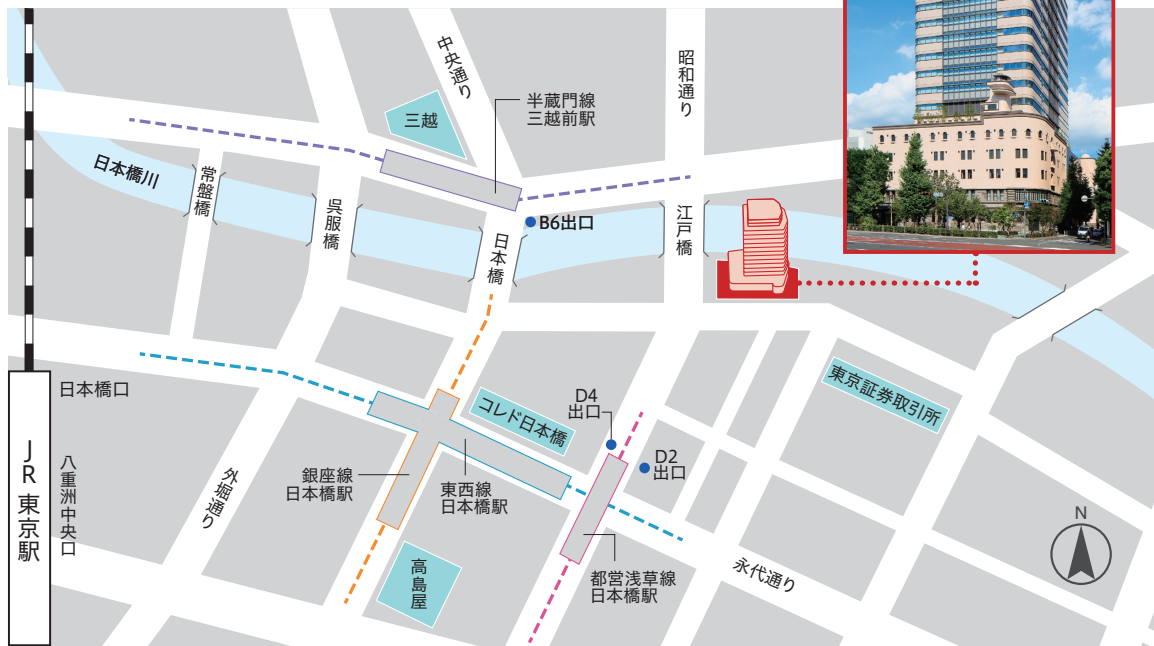 中央通り
昭和通り
半蔵門線
三越前駅
三越
日本橋川
常盤橋
呉服橋
日本橋
江戸橋
B6出口
日本橋口
コレド日本橋
D4
出口
D2
出口
東京証券取引所
JR東京駅
八重洲中央口
外堀通り
銀座線
日本橋駅
東西線
日本橋駅
高島屋
都営浅草線
日本橋駅
永代通り
N